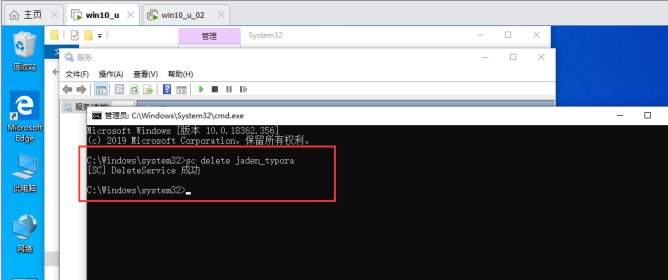 主页
win10_u
win10_u_02
管理
System32
回收站
服务
文件(F) 操作(A) 查看(V) 帮助(H)
Microsoft Edge
管理员: C:\Windows\System32\cmd.exe
Microsoft Windows [版本 10.0.18362.356]
(c) 2019 Microsoft Corporation。保留所有权利。
C:\Windows\system32>sc delete jaden_typora
[SC] DeleteService 成功
C:\Windows\system32>
此电脑
网络